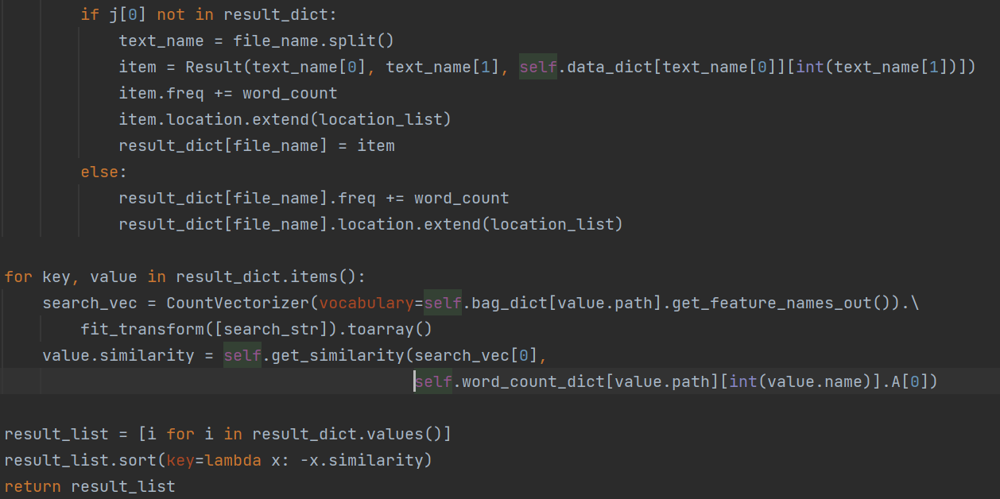 if j[0] not in result_dict:
text_name = file_name.split()
item = Result(text_name[0], text_name[1], self.data_dict[text_name[0]][int(text_name[1])])
item.freq += word_count
item.location.extend(location_list)
result_dict[file_name] = item
else:
result_dict[file_name].freq += word_count
result_dict[file_name].location.extend(location_list)
for key, value in result_dict.items():
search_vec = CountVectorizer(vocabulary=self.bag_dict[value.path].get_feature_names_out()).\
fit_transform([search_str]).toarray()
value.similarity = self.get_similarity(search_vec[0],
self.word_count_dict[value.path][int(value.name)].A[0])
result_list = [i for i in result_dict.values()]
result_list.sort(key=lambda x: -x.similarity)
return result_list